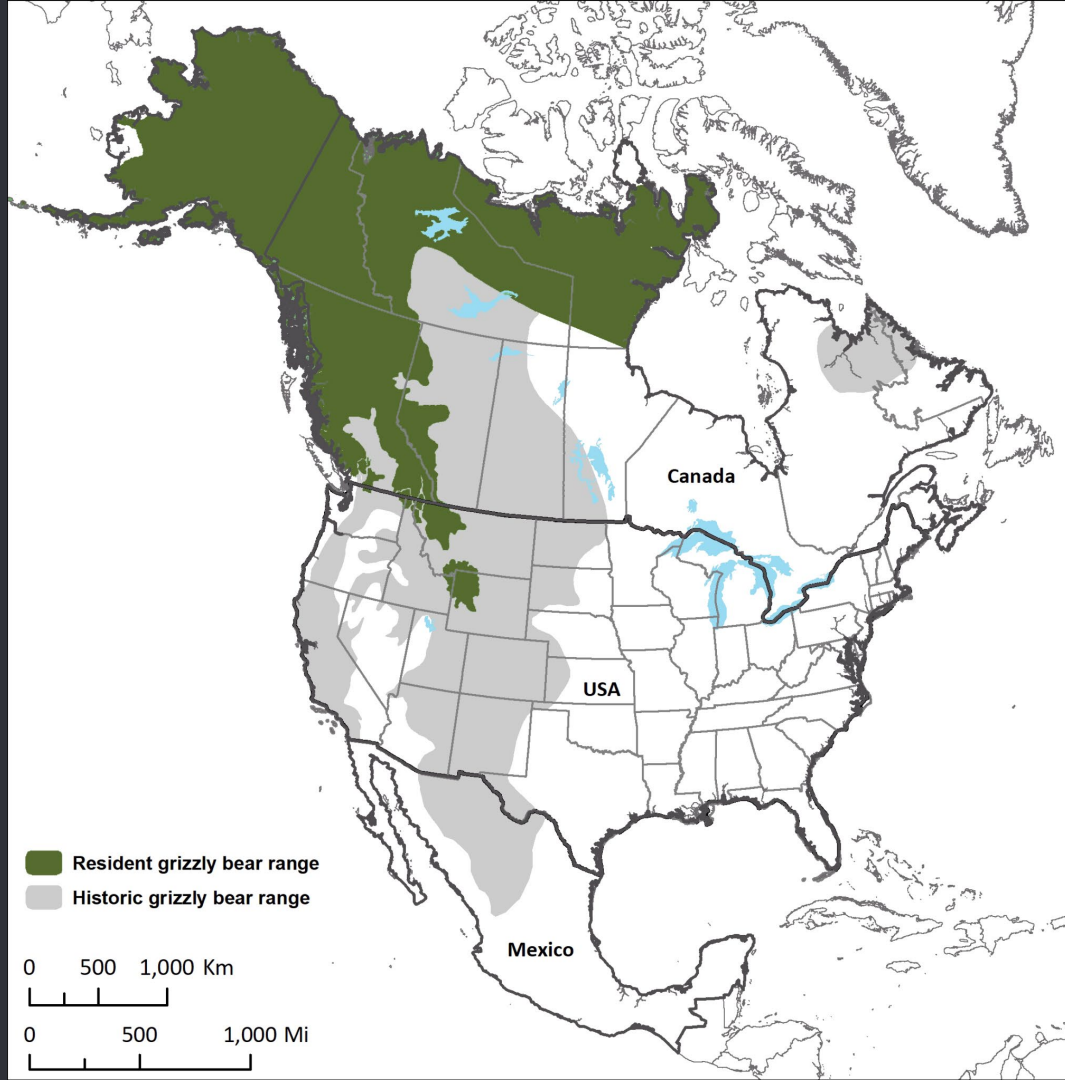 Canada
USA
Resident grizzly bear range
Historic grizzly bear range
Mexico
0 500 1,000 Km
0 500 1,000 Mi